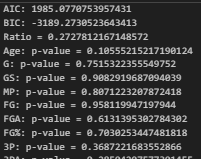 AIC: 1985.0770753957431
BIC: -3189.2730523643413
Ratio = 0.2727812167148572
Age: p-value = 0.10555215217190124
G: p-value = 0.7515322355549752
GS: p-value = 0.9082919687094039
MP: p-value = 0.8071223207872418
FG: p-value = 0.958119947197944
FGA: p-value = 0.6131395302784302
FG%: p-value = 0.7030253447481818
3P: p-value = 0.3687221683552866